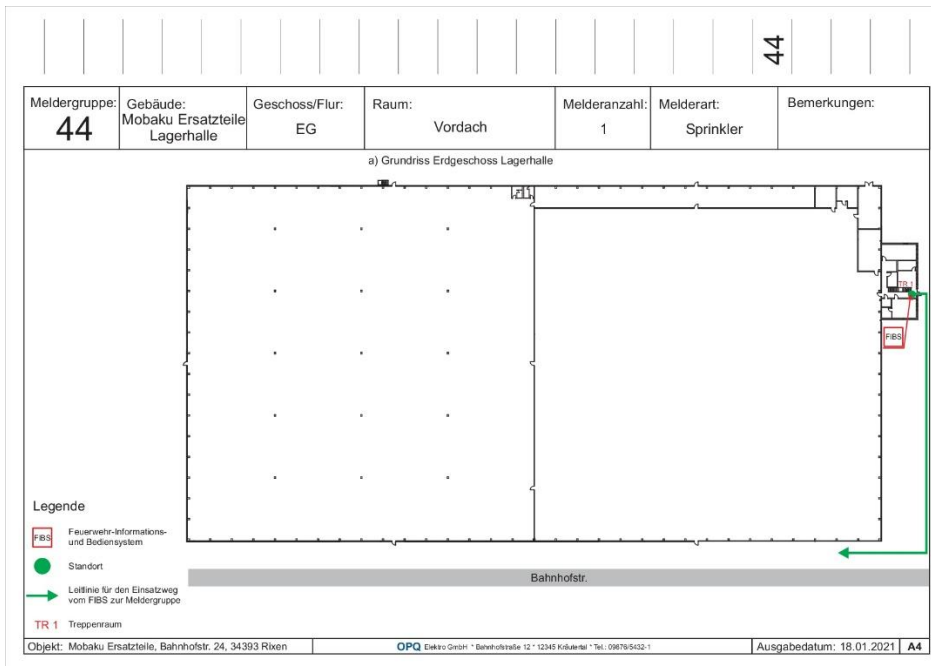 44
Meldergruppe:
44
Gebäude:
Mobaku Ersatzteile
Lagerhalle
Geschoss/Flur:
EG
Raum:
Vordach
Melderanzahl:
1
Melderart:
Sprinkler
Bemerkungen:
a) Grundriss Erdgeschoss Lagerhalle
TR 1
FIBS
Legende
FIBS
Feuerwehr-Informations-
und Bediensystem
Standort
Leitlinie für den Einsatzweg
vom FIBS zur Meldergruppe
TR 1 Treppenraum
Bahnhofstr.
Objekt: Mobaku Ersatzteile, Bahnhofstr. 24, 34393 Rixen
OPQ Elektro GmbH * Bahnhofstraße 12 * 12345 Kräutertal * Tel.: 09876/5432-1
Ausgabedatum: 18.01.2021
A4